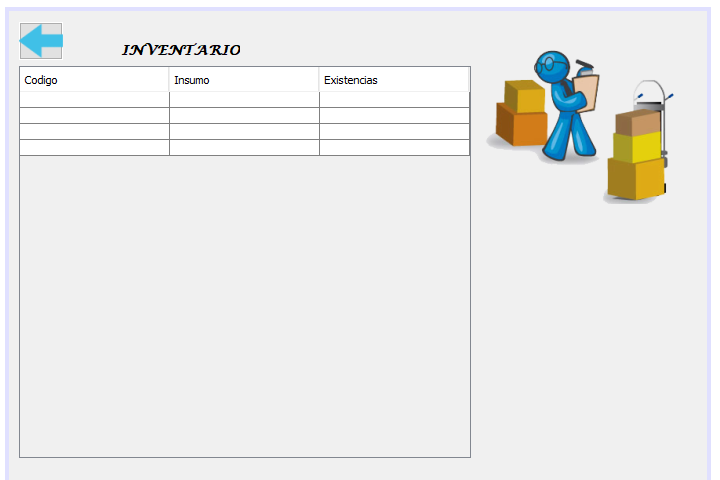 INVENTARIO
Codigo Insumo Existencias